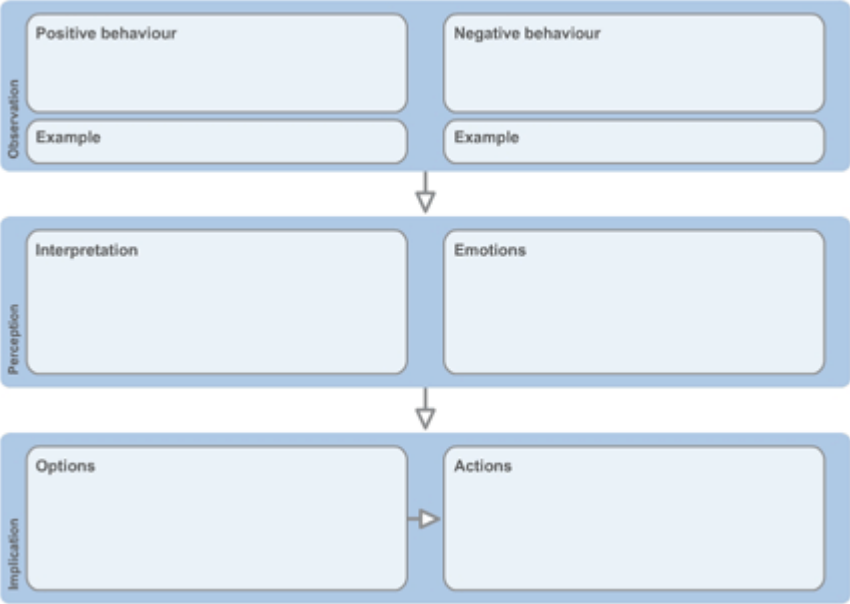 Observation
Positive behaviour
Negative behaviour
Example
Example
Perception
Interpretation
Emotions
Implication
Options
Actions